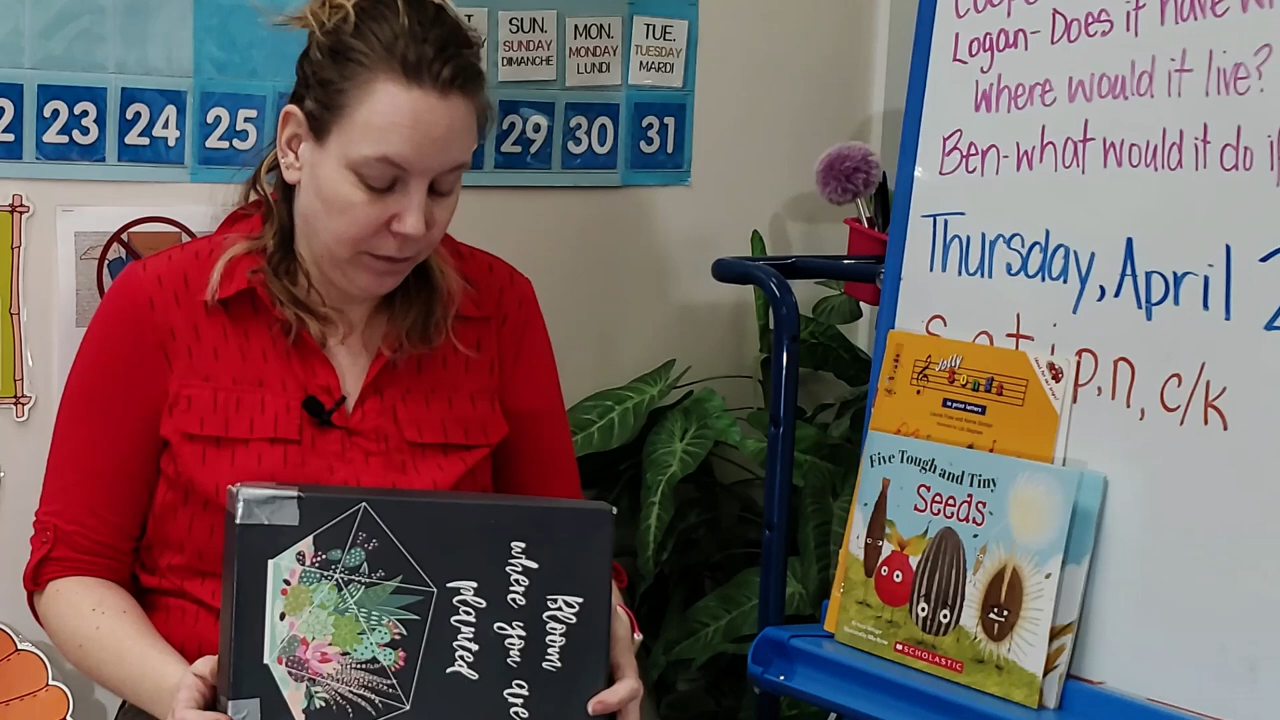 SUN.
SUNDAY
DIMANCHE
MON.
MONDAY
LUNDI
TUE.
TUESDAY
MARDI
23 24 25 29 30 31
Logan-Does it have
where would it live?
Ben-what would it do
Thursday, April
p, n, c/k
Jolly
Songs
in print letters
Five Tough and Tiny
Seeds
SCHOLASTIC
Bloom
where you are
planted